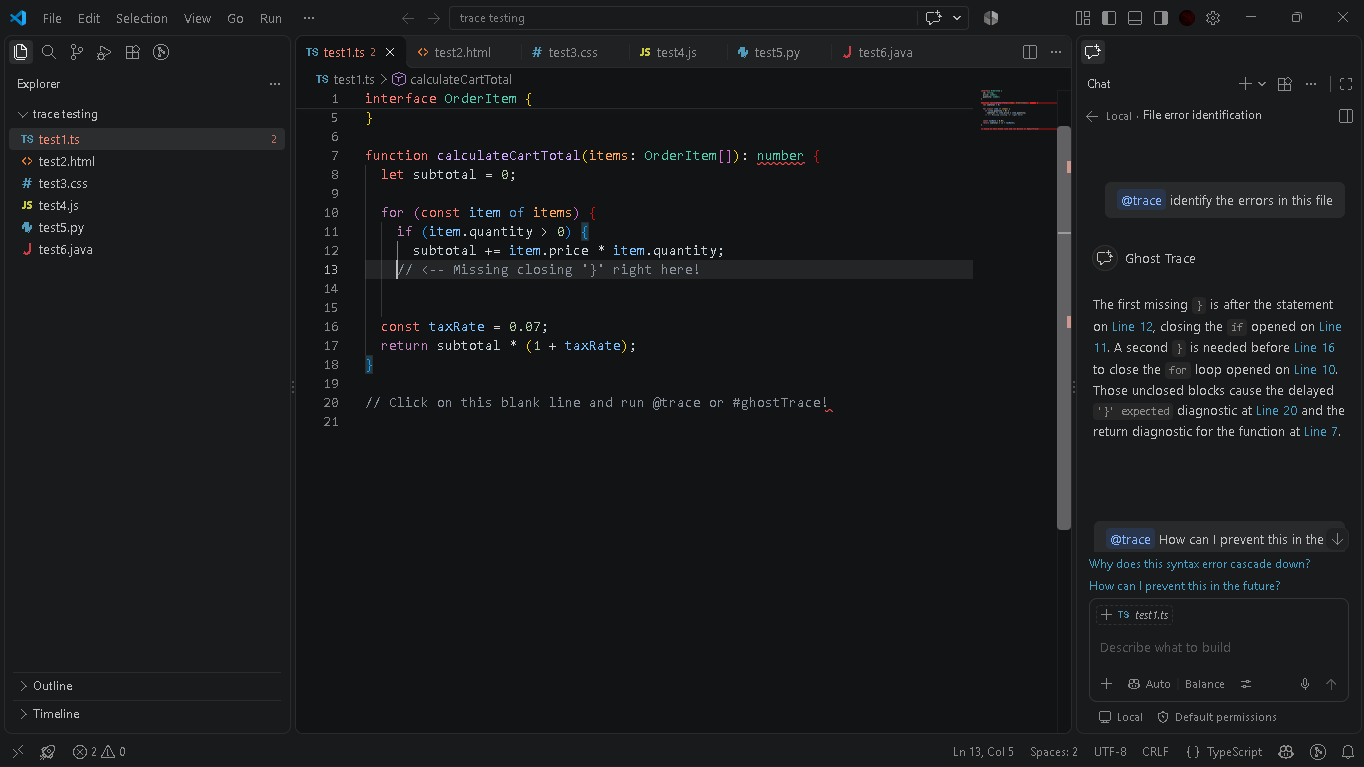 File Edit Selection View Go Run ···
trace testing
Explorer ···
trace testing
TS test1.ts 2
<> test2.html
# test3.css
JS test4.js
test5.py
J test6.java
Outline
Timeline
TS test1.ts 2
<> test2.html
# test3.css
JS test4.js
test5.py
J test6.java
···
TS test1.ts > calculateCartTotal
1 interface OrderItem {
5 }
6
7 function calculateCartTotal(items: OrderItem[]): number {
8 let subtotal = 0;
9
10 for (const item of items) {
11 if (item.quantity > 0) {
12 subtotal += item.price * item.quantity;
13 // <-- Missing closing '}' right here!
14
15
16 const taxRate = 0.07;
17 return subtotal * (1 + taxRate);
18 }
19
20 // Click on this blank line and run @trace or #ghostTrace!
21
Chat
Local · File error identification
@trace identify the errors in this file
Ghost Trace
The first missing } is after the statement
on Line 12, closing the if opened on Line
11. A second } is needed before Line 16
to close the for loop opened on Line 10.
Those unclosed blocks cause the delayed
'}' expected diagnostic at Line 20 and the
return diagnostic for the function at Line 7.
@trace How can I prevent this in the
Why does this syntax error cascade down?
How can I prevent this in the future?
TS test1.ts
Describe what to build
Auto Balance
Local Default permissions
2 0
Ln 13, Col 5 Spaces: 2 UTF-8 CRLF {} TypeScript